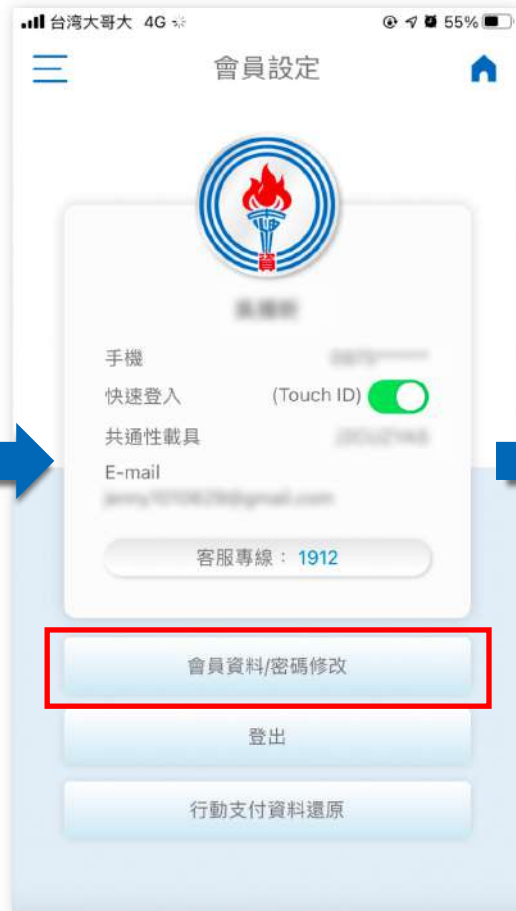 台湾大哥大 4G 55%
會員設定
資
手機
快速登入 (Touch ID)
共通性載具
E-mail
客服專線：1912
會員資料/密碼修改
登出
行動支付資料還原